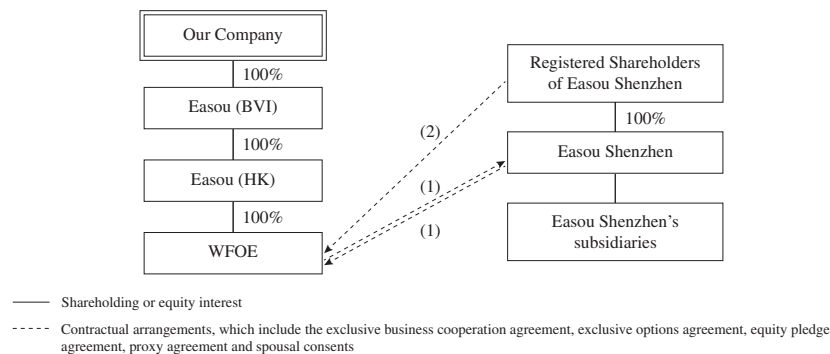 Our Company
100%
Easou (BVI)
100%
Easou (HK)
100%
WFOE
Registered Shareholders
of Easou Shenzhen
100%
Easou Shenzhen
Easou Shenzhen's
subsidiaries
(2)
(1)
(1)
Shareholding or equity interest
Contractual arrangements, which include the exclusive business cooperation agreement, exclusive options agreement, equity pledge
agreement, proxy agreement and spousal consents